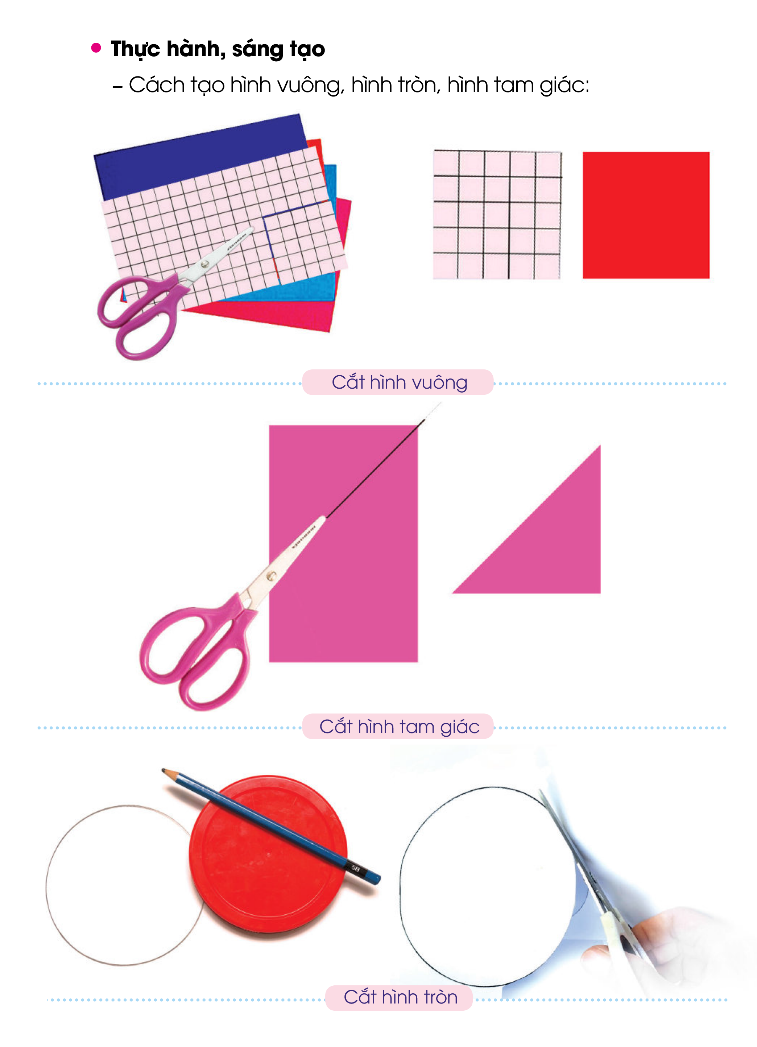 Thực hành, sáng tạo
– Cách tạo hình vuông, hình tròn, hình tam giác:
Cắt hình vuông
Cắt hình tam giác
5B
Cắt hình tròn